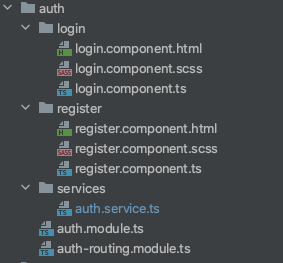 auth
login
login.component.html
login.component.scss
login.component.ts
register
register.component.html
register.component.scss
register.component.ts
services
auth.service.ts
auth.module.ts
auth-routing.module.ts